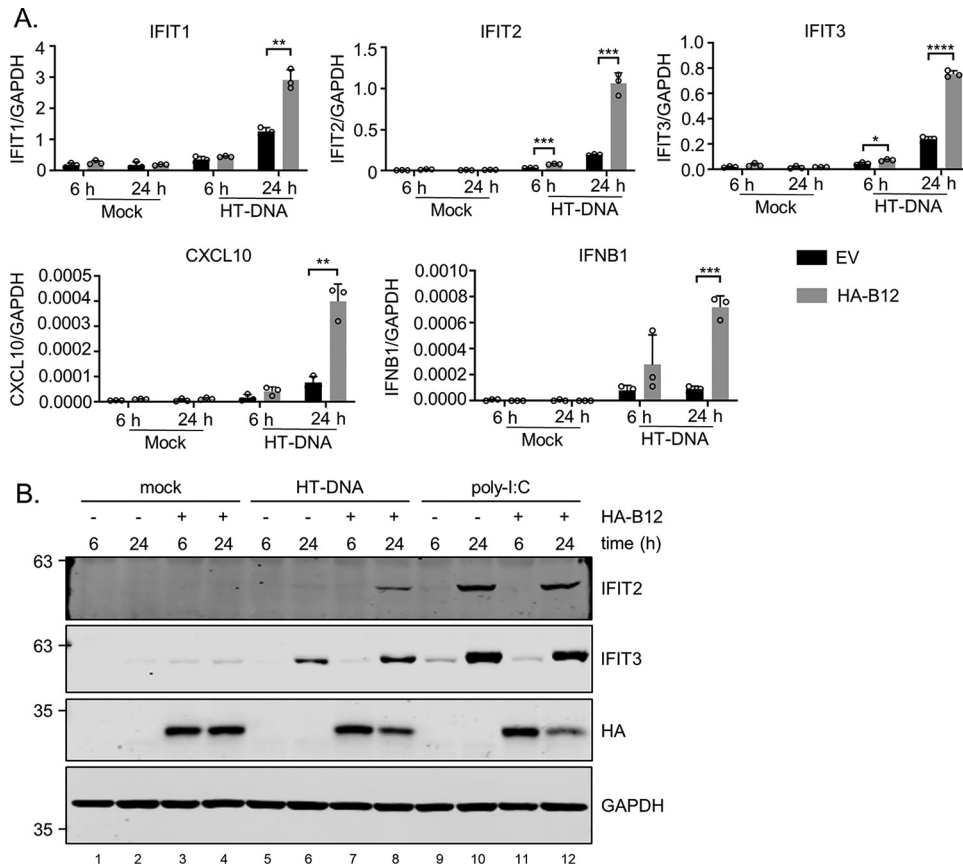 A.
IFIT1
IFIT1/GAPDH
4
3
2
1
0
**
6 h 24 h 6 h 24 h
Mock HT-DNA
IFIT2
IFIT2/GAPDH
1.5
1.0
0.5
0
***
***
6 h 24 h 6 h 24 h
Mock HT-DNA
IFIT3
IFIT3/GAPDH
1.0
0.8
0.6
0.4
0.2
0.0
****
*
6 h 24 h 6 h 24 h
Mock HT-DNA
CXCL10
CXCL10/GAPDH
0.0005
0.0004
0.0003
0.0002
0.0001
0.0000
**
6 h 24 h 6 h 24 h
Mock HT-DNA
IFNB1
IFNB1/GAPDH
0.0010
0.0008
0.0006
0.0004
0.0002
0.0000
***
6 h 24 h 6 h 24 h
Mock HT-DNA
EV
HA-B12
B.
mock HT-DNA poly-I:C
- - + + - - + + - - + + HA-B12
6 24 6 24 6 24 6 24 6 24 6 24 time (h)
63
IFIT2
63
IFIT3
35
HA
GAPDH
35
1 2 3 4 5 6 7 8 9 10 11 12